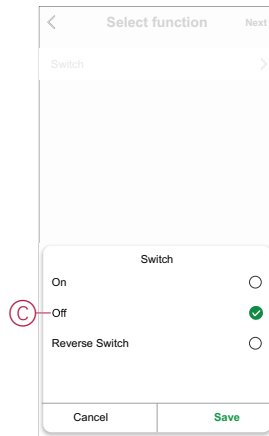 Select function Next
Switch
Switch
On
C Off
Reverse Switch
Cancel Save